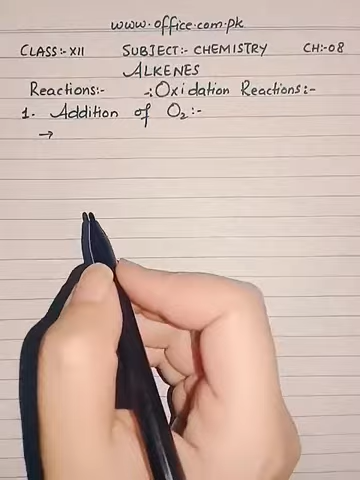 www.office.com.pk
CLASS:- XII SUBJECT:- CHEMISTRY CH:-08
ALKENES
Reactions:- -:Oxidation Reactions:-
1. Addition of O₂:-
→